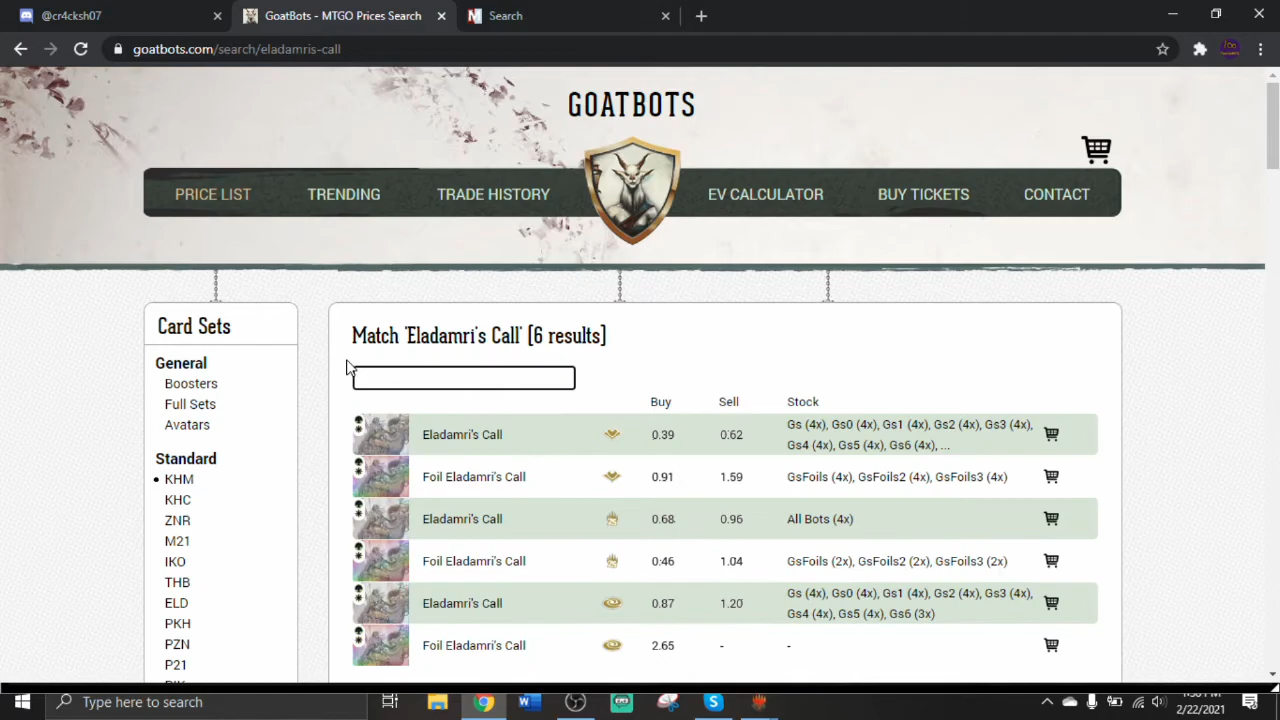 @cr4cksh07
GoatBots - MTGO Prices Search
Search
goatbots.com/search/eladamris-call
GOATBOTS
PRICE LIST
TRENDING
TRADE HISTORY
EV CALCULATOR
BUY TICKETS
CONTACT
Card Sets
General
Boosters
Full Sets
Avatars
Standard
KHM
KHC
ZNR
M21
IKO
THB
ELD
PKH
PZN
P21
Match 'Eladamri's Call' [6 results]
Buy Sell Stock
Eladamri's Call 0.39 0.62 Gs (4x), Gs0 (4x), Gs1 (4x), Gs2 (4x), Gs3 (4x),
Gs4 (4x), Gs5 (4x), Gs6 (4x), ...
Foil Eladamri's Call 0.91 1.59 GsFoils (4x), GsFoils2 (4x), GsFoils3 (4x)
Eladamri's Call 0.68 0.96 All Bots (4x)
Foil Eladamri's Call 0.46 1.04 GsFoils (2x), GsFoils2 (2x), GsFoils3 (2x)
Eladamri's Call 0.87 1.20 Gs (4x), Gs0 (4x), Gs1 (4x), Gs2 (4x), Gs3 (4x),
Gs4 (4x), Gs5 (4x), Gs6 (3x)
Foil Eladamri's Call 2.65 - -
Type here to search
2/22/2021